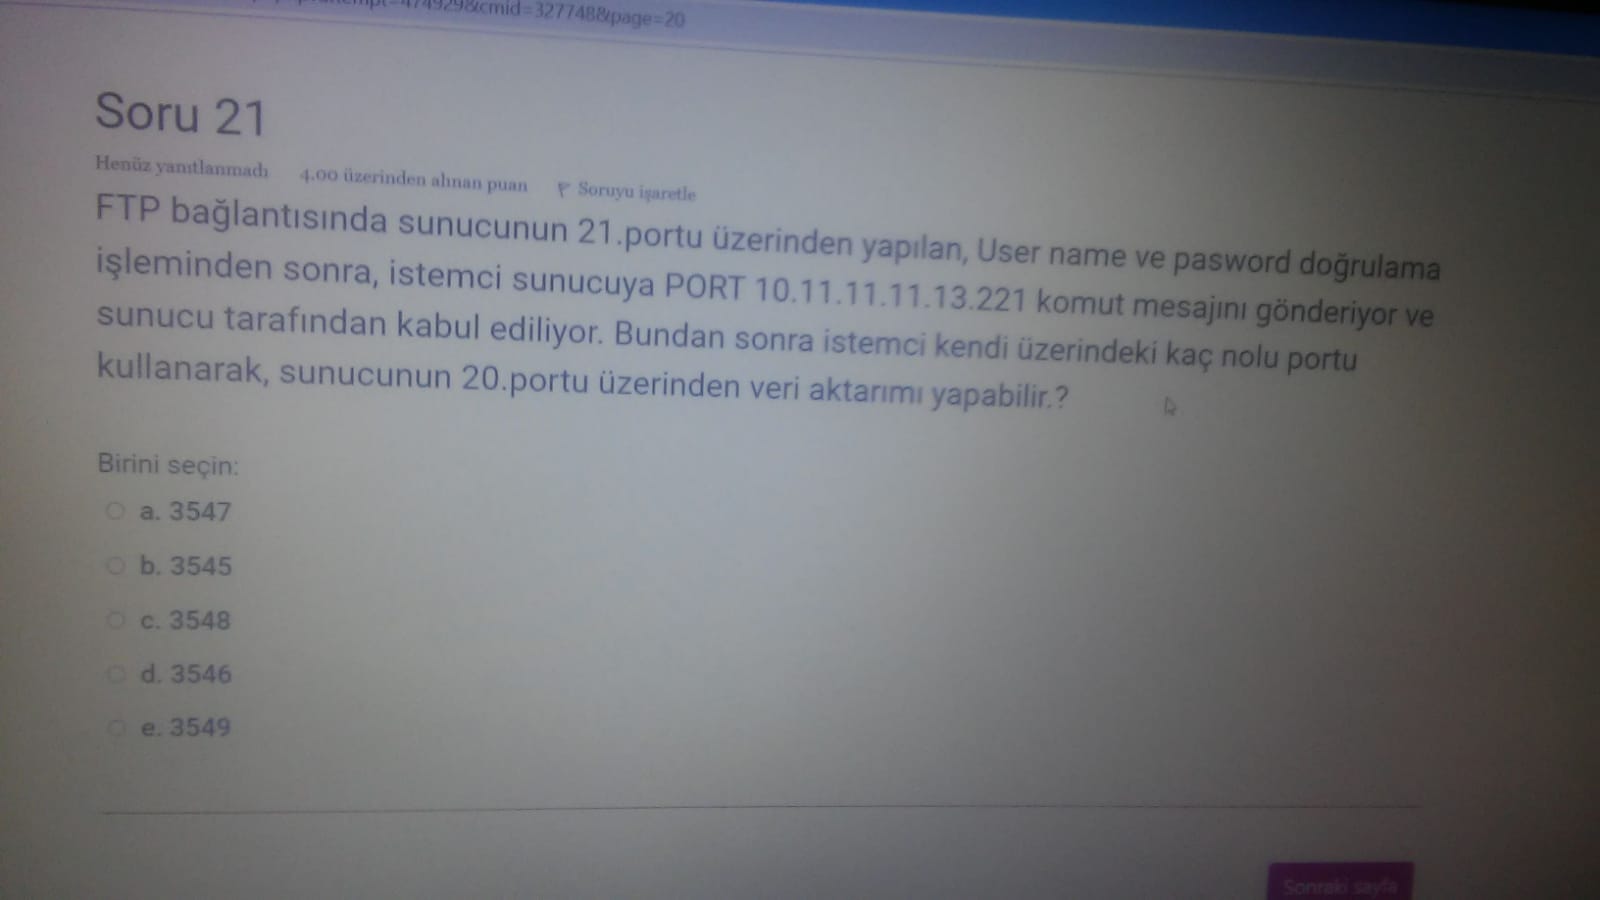 cmid=327748&page=20
Soru 21
Henüz yanıtlanmadı 4.00 üzerinden alınan puan Soruyu işaretle
FTP bağlantısında sunucunun 21.portu üzerinden yapılan, User name ve pasword doğrulama
işleminden sonra, istemci sunucuya PORT 10.11.11.11.13.221 komut mesajını gönderiyor ve
sunucu tarafından kabul ediliyor. Bundan sonra istemci kendi üzerindeki kaç nolu portu
kullanarak, sunucunun 20.portu üzerinden veri aktarımı yapabilir.?
Birini seçin:
a. 3547
b. 3545
c. 3548
d. 3546
e. 3549
Sonraki sayfa